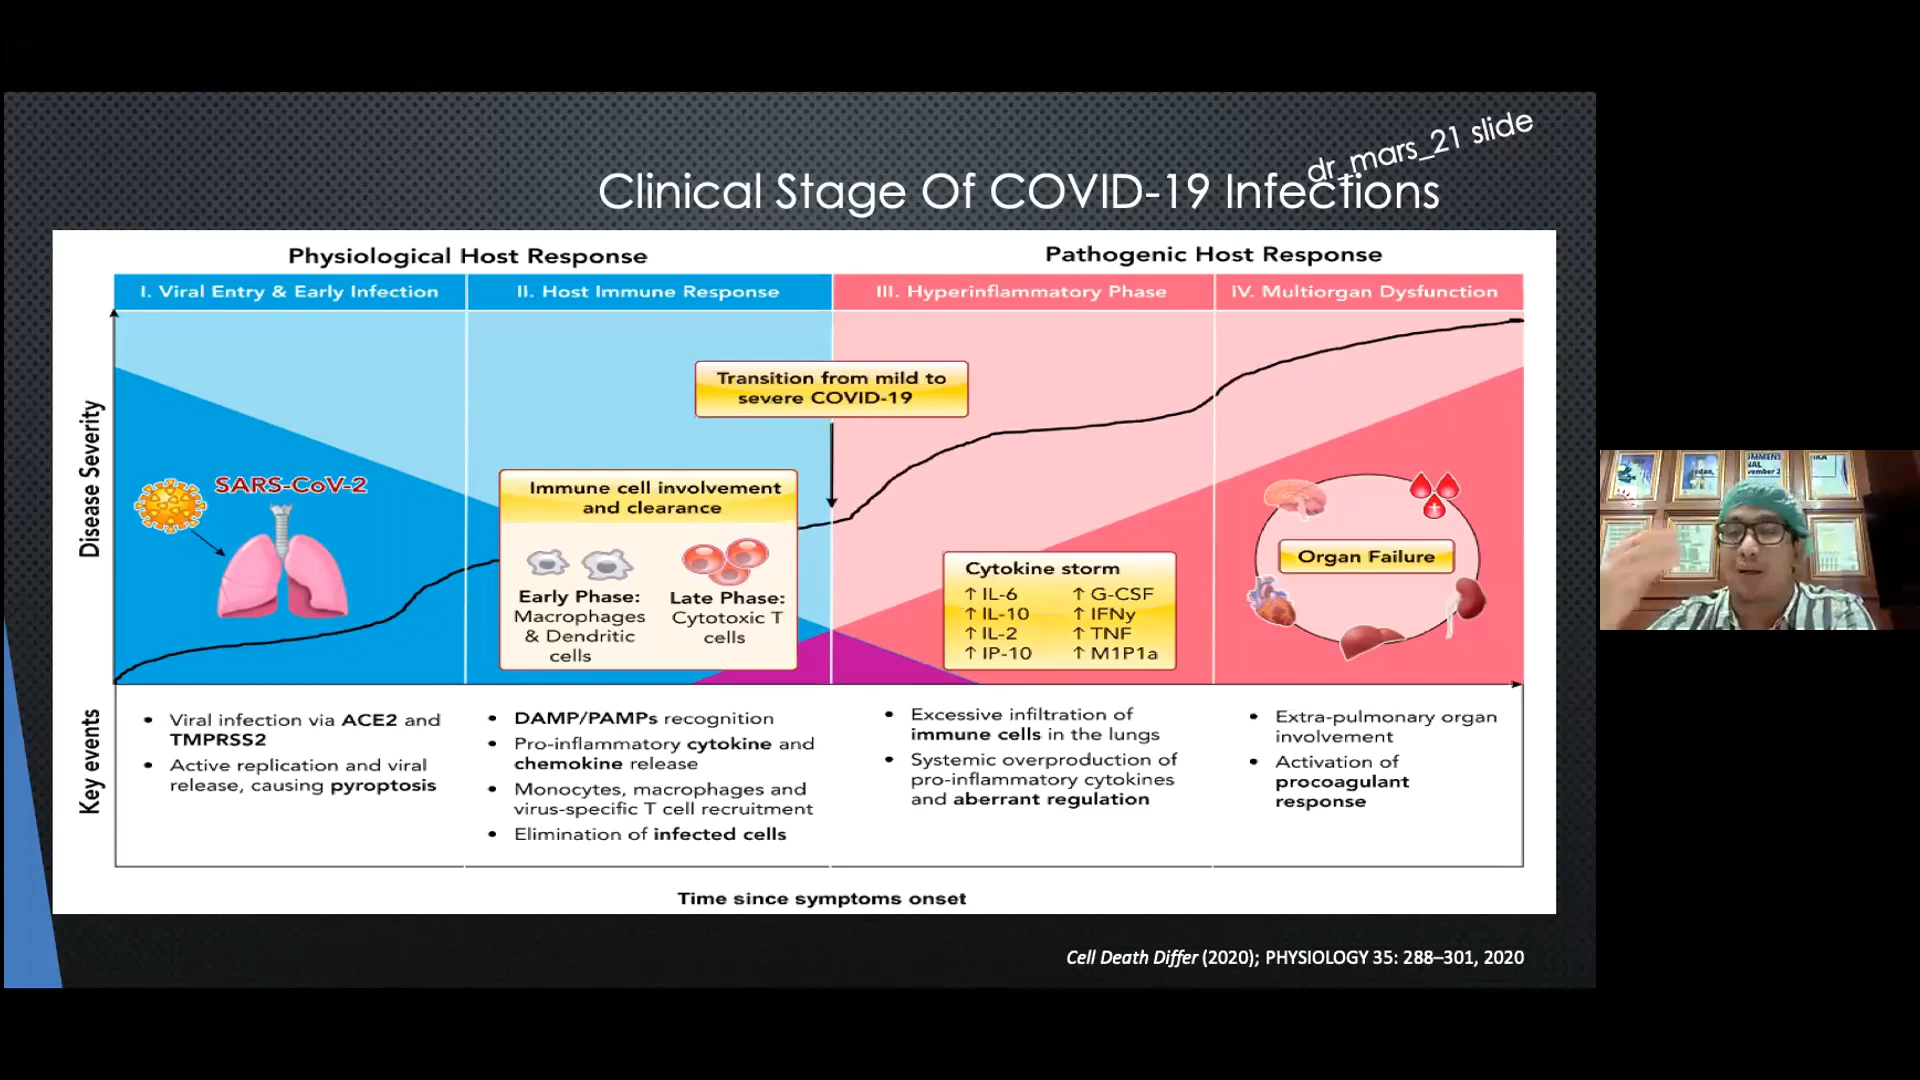 dr_mars_21 slide
Clinical Stage Of COVID-19 Infections
Physiological Host Response
Pathogenic Host Response
I. Viral Entry & Early Infection
II. Host Immune Response
III. Hyperinflammatory Phase
IV. Multiorgan Dysfunction
Disease Severity
SARS-CoV-2
Transition from mild to
severe COVID-19
Immune cell involvement
and clearance
Early Phase:
Macrophages
& Dendritic
cells
Late Phase:
Cytotoxic T
cells
Cytokine storm
↑ IL-6
↑ IL-10
↑ IL-2
↑ IP-10
↑ G-CSF
↑ IFNy
↑ TNF
↑ M1P1a
Organ Failure
Key events
• Viral infection via ACE2 and
TMPRSS2
• Active replication and viral
release, causing pyroptosis
• DAMP/PAMPs recognition
• Pro-inflammatory cytokine and
chemokine release
• Monocytes, macrophages and
virus-specific T cell recruitment
• Elimination of infected cells
• Excessive infiltration of
immune cells in the lungs
• Systemic overproduction of
pro-inflammatory cytokines
and aberrant regulation
• Extra-pulmonary organ
involvement
• Activation of
procoagulant
response
Time since symptoms onset
Cell Death Differ (2020); PHYSIOLOGY 35: 288–301, 2020